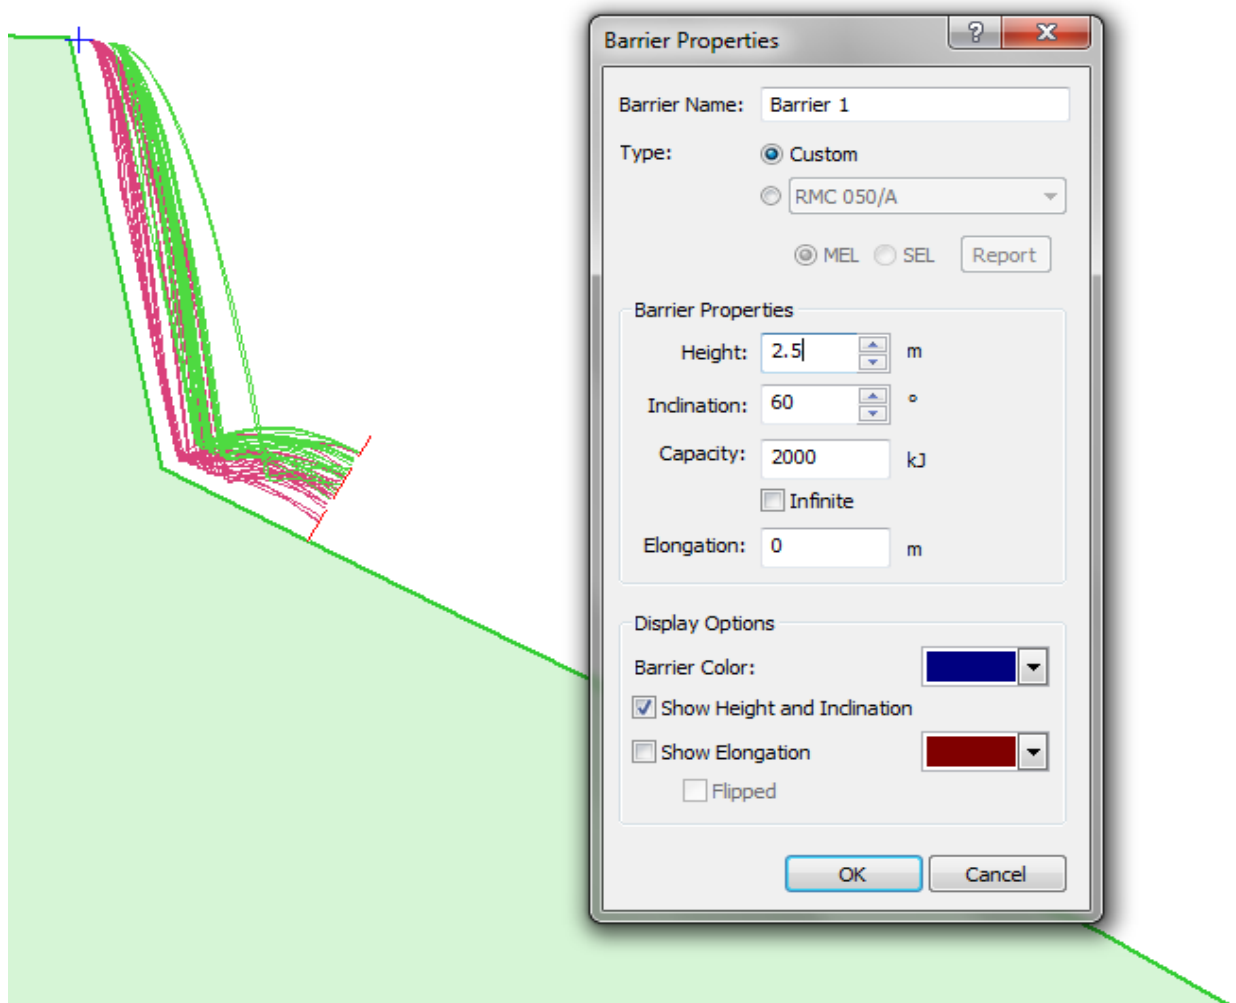 Barrier Properties
Barrier Name: Barrier 1
Type: Custom
RMC 050/A
MEL SEL Report
Barrier Properties
Height: 2.5 m
Inclination: 60 °
Capacity: 2000 kJ
Infinite
Elongation: 0 m
Display Options
Barrier Color:
Show Height and Inclination
Show Elongation
Flipped
OK Cancel